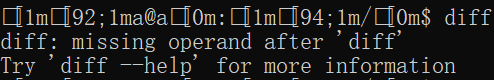 □[1m□[92;1ma@a□[0m:□[1m□[94;1m/□[0m$ diff
diff: missing operand after 'diff'
Try 'diff --help' for more information